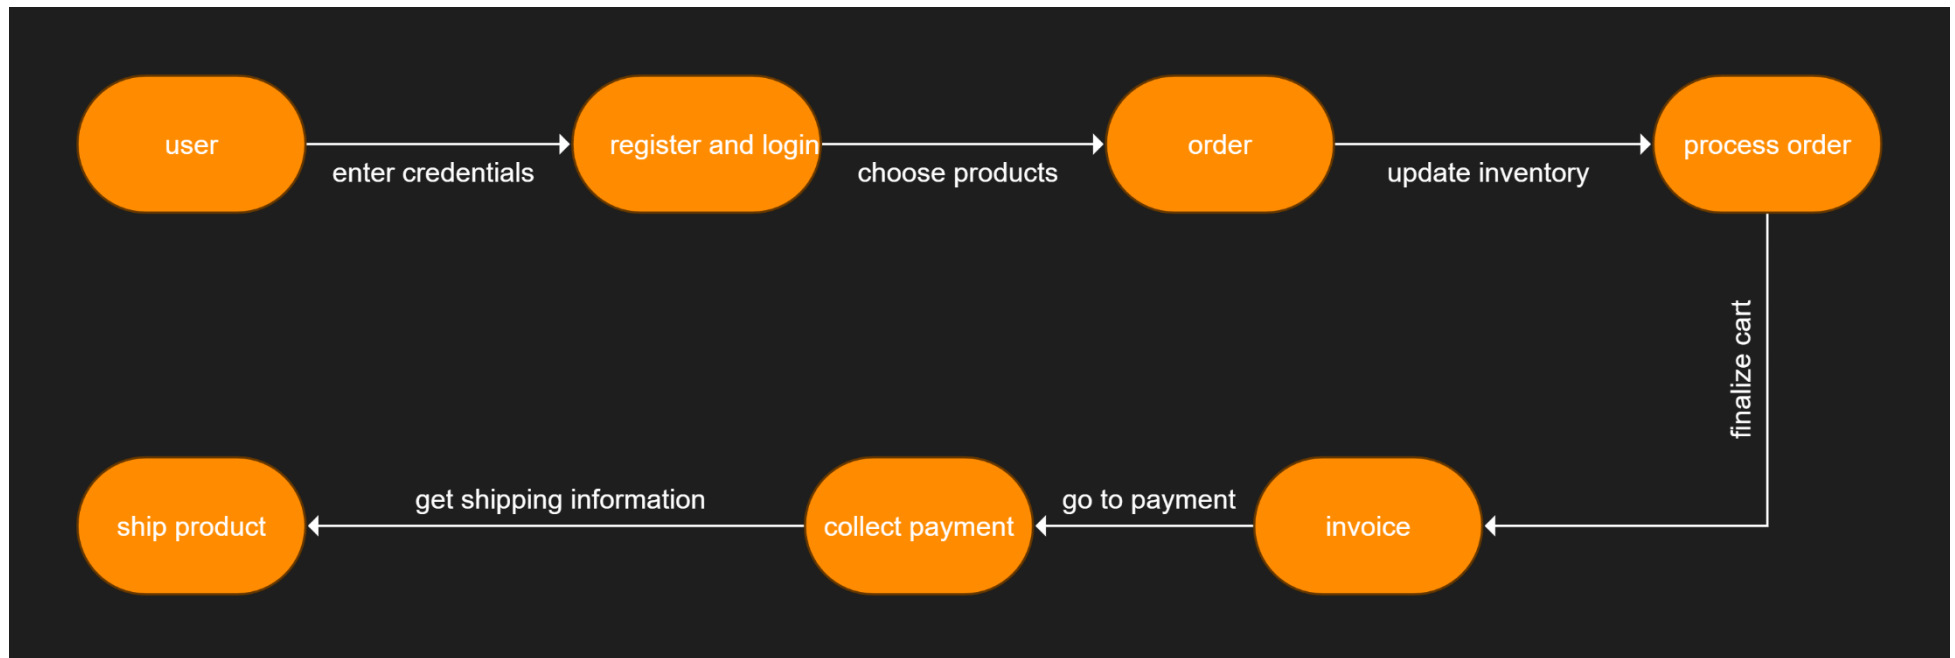 user
enter credentials
register and login
choose products
order
update inventory
process order
finalize cart
invoice
go to payment
collect payment
get shipping information
ship product